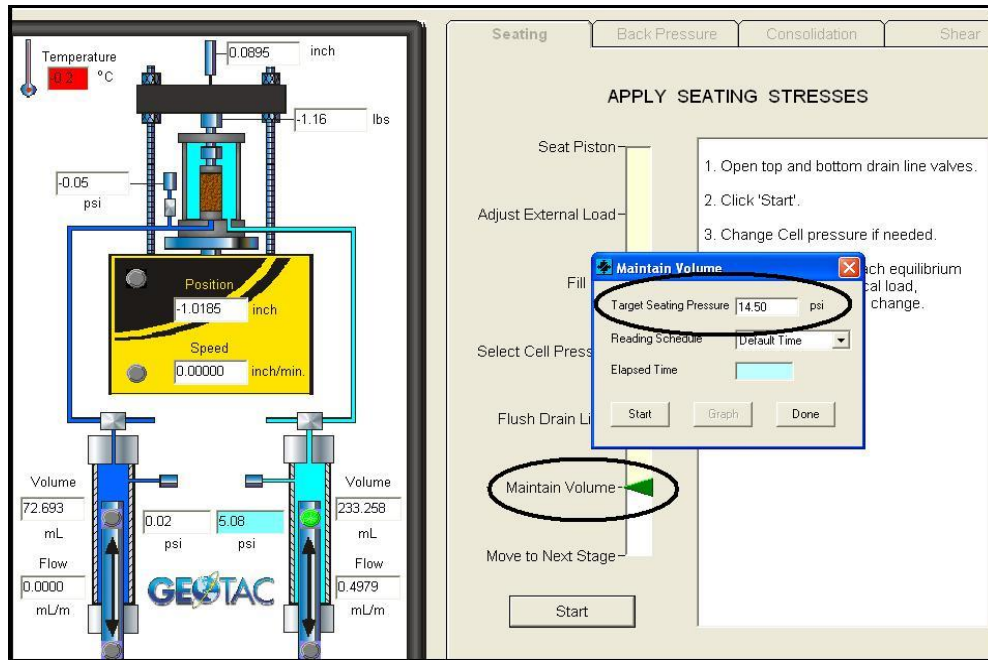 Temperature
-0.2 °C
0.0895 inch
-1.16 lbs
-0.05
psi
Position
-1.0185 inch
Speed
0.00000 inch/min.
Volume
72.693
mL
Flow
0.0000
mL/m
0.02
psi
5.08
psi
GEOTAC
Volume
233.258
mL
Flow
0.4979
mL/m
Seating
Back Pressure
Consolidation
Shear
APPLY SEATING STRESSES
Seat Piston
Adjust External Load
Fill
Select Cell Press
Flush Drain Li
Maintain Volume
Move to Next Stage
Start
1. Open top and bottom drain line valves.
2. Click 'Start'.
3. Change Cell pressure if needed.
ach equilibrium
cal load,
change.
Maintain Volume
Target Seating Pressure 14.50 psi
Reading Schedule Default Time
Elapsed Time
Start Graph Done